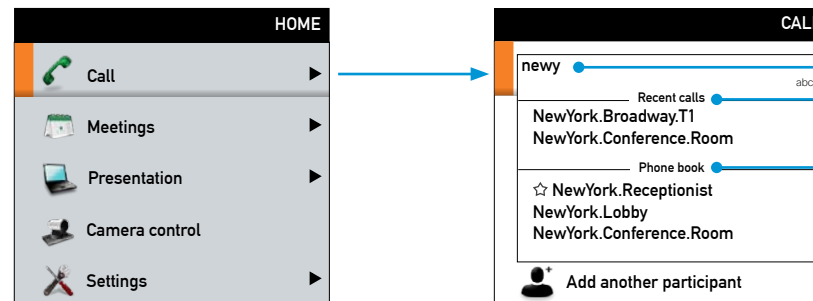 HOME
Call
Meetings
Presentation
Camera control
Settings
CALL
newy
abc
Recent calls
NewYork.Broadway.T1
NewYork.Conference.Room
Phone book
☆ NewYork.Receptionist
NewYork.Lobby
NewYork.Conference.Room
Add another participant